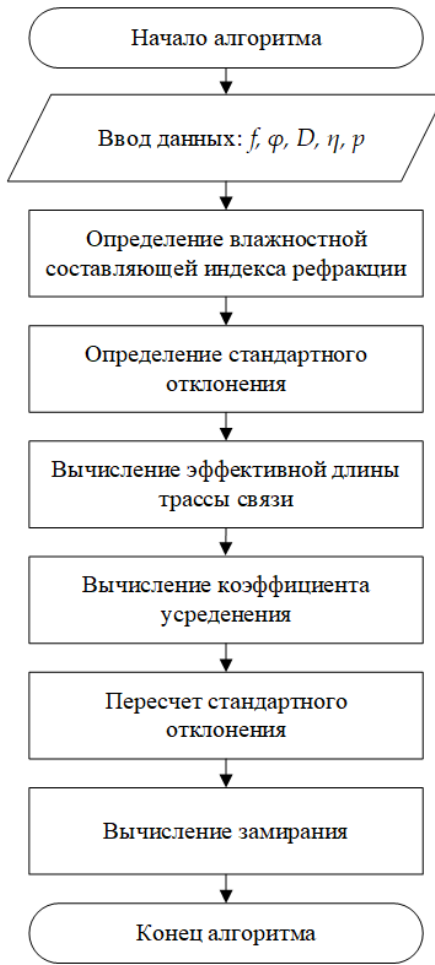 Начало алгоритма
Ввод данных: f, φ, D, η, p
Определение влажностной
составляющей индекса рефракции
Определение стандартного
отклонения
Вычисление эффективной длины
трассы связи
Вычисление коэффициента
усреденения
Пересчет стандартного
отклонения
Вычисление замирания
Конец алгоритма